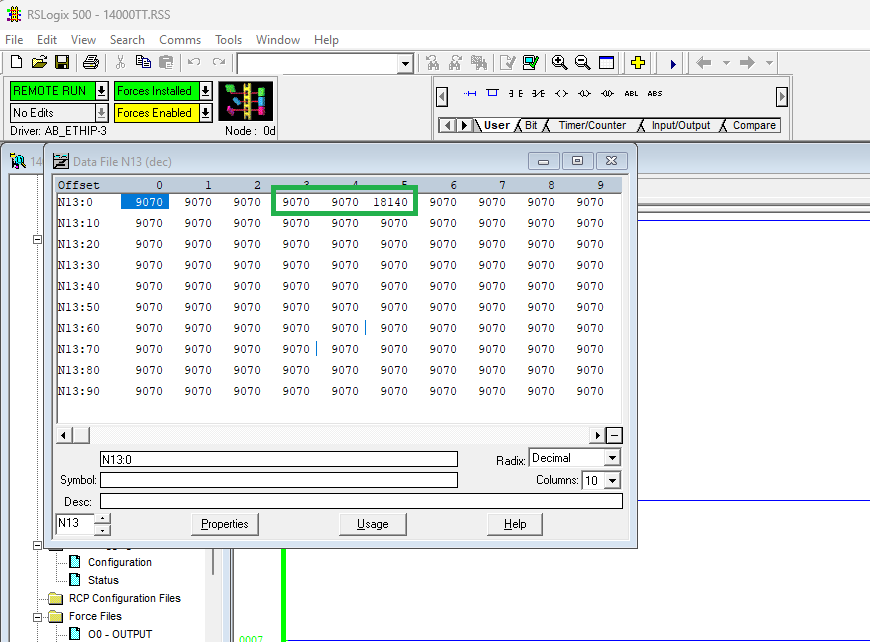 RSLogix 500 - 14000TT.RSS
File Edit View Search Comms Tools Window Help
REMOTE RUN Forces Installed
No Edits Forces Enabled
Driver: AB_ETHIP-3 Node : 0d
ABL ABS
User Bit Timer/Counter Input/Output Compare
14
Data File N13 (dec)
Offset 0 1 2 3 4 5 6 7 8 9
N13:0 9070 9070 9070 9070 9070 18140 9070 9070 9070 9070
N13:10 9070 9070 9070 9070 9070 9070 9070 9070 9070 9070
N13:20 9070 9070 9070 9070 9070 9070 9070 9070 9070 9070
N13:30 9070 9070 9070 9070 9070 9070 9070 9070 9070 9070
N13:40 9070 9070 9070 9070 9070 9070 9070 9070 9070 9070
N13:50 9070 9070 9070 9070 9070 9070 9070 9070 9070 9070
N13:60 9070 9070 9070 9070 9070 9070 9070 9070 9070 9070
N13:70 9070 9070 9070 9070 9070 9070 9070 9070 9070 9070
N13:80 9070 9070 9070 9070 9070 9070 9070 9070 9070 9070
N13:90 9070 9070 9070 9070 9070 9070 9070 9070 9070 9070
N13:0 Radix: Decimal
Symbol: Columns: 10
Desc:
N13 Properties Usage Help
Configuration
Status
RCP Configuration Files
Force Files
O0 - OUTPUT
0007